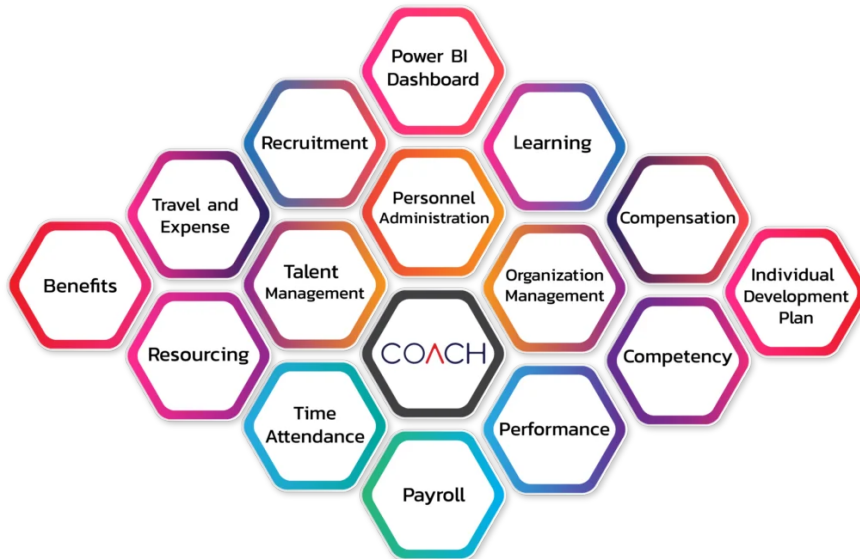 Power BI
Dashboard
Recruitment
Learning
Travel and
Expense
Personnel
Administration
Compensation
Benefits
Talent
Management
Organization
Management
Individual
Development
Plan
Resourcing
COACH
Competency
Time
Attendance
Performance
Payroll